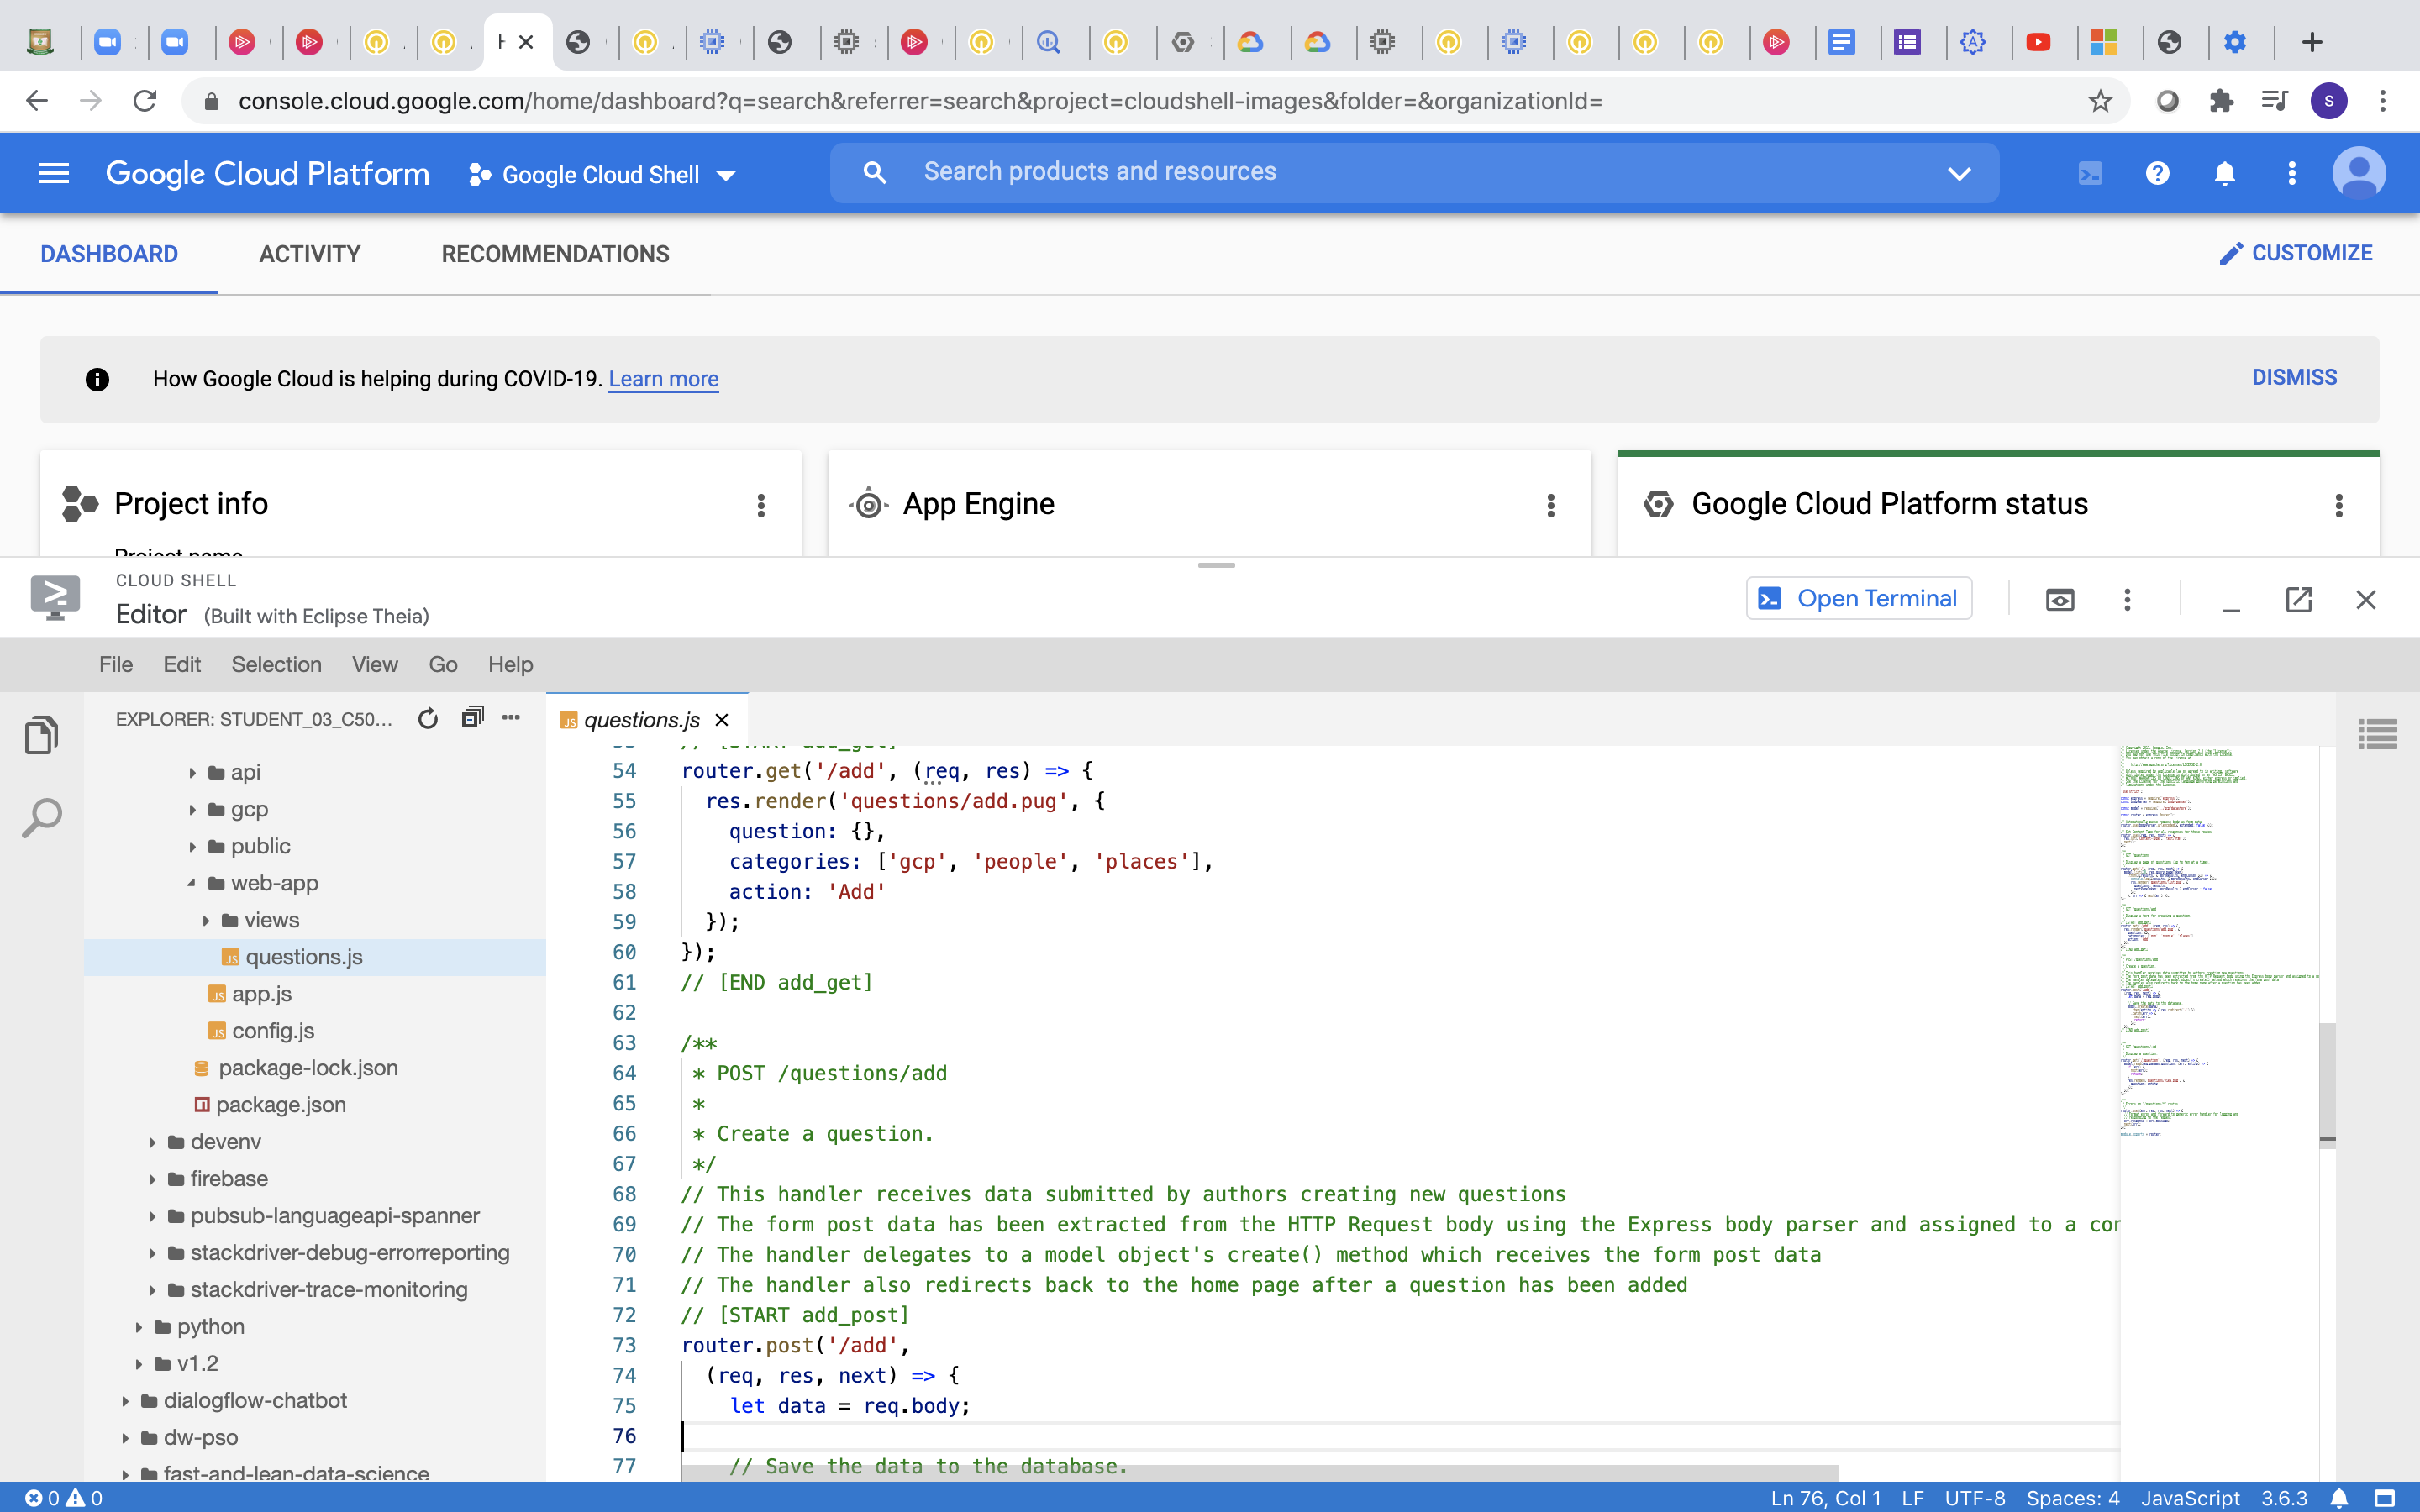 console.cloud.google.com/home/dashboard?q=search&referrer=search&project=cloudshell-images&folder=&organizationId=
S
Google Cloud Platform Google Cloud Shell Search products and resources
DASHBOARD ACTIVITY RECOMMENDATIONS CUSTOMIZE
How Google Cloud is helping during COVID-19. Learn more DISMISS
Project info App Engine Google Cloud Platform status
Project name
CLOUD SHELL
Editor (Built with Eclipse Theia) Open Terminal
File Edit Selection View Go Help
EXPLORER: STUDENT_03_C50...
api
gcp
public
web-app
views
questions.js
app.js
config.js
package-lock.json
package.json
devenv
firebase
pubsub-languageapi-spanner
stackdriver-debug-errorreporting
stackdriver-trace-monitoring
python
v1.2
dialogflow-chatbot
dw-pso
fast-and-lean-data-science
questions.js
53 // [START add_get]
54 router.get('/add', (req, res) => {
55 res.render('questions/add.pug', {
56 question: {},
57 categories: ['gcp', 'people', 'places'],
58 action: 'Add'
59 });
60 });
61 // [END add_get]
62
63 /**
64 * POST /questions/add
65 *
66 * Create a question.
67 */
68 // This handler receives data submitted by authors creating new questions
69 // The form post data has been extracted from the HTTP Request body using the Express body parser and assigned to a cor
70 // The handler delegates to a model object's create() method which receives the form post data
71 // The handler also redirects back to the home page after a question has been added
72 // [START add_post]
73 router.post('/add',
74 (req, res, next) => {
75 let data = req.body;
76
77 // Save the data to the database.
0 0 Ln 76, Col 1 LF UTF-8 Spaces: 4 JavaScript 3.6.3